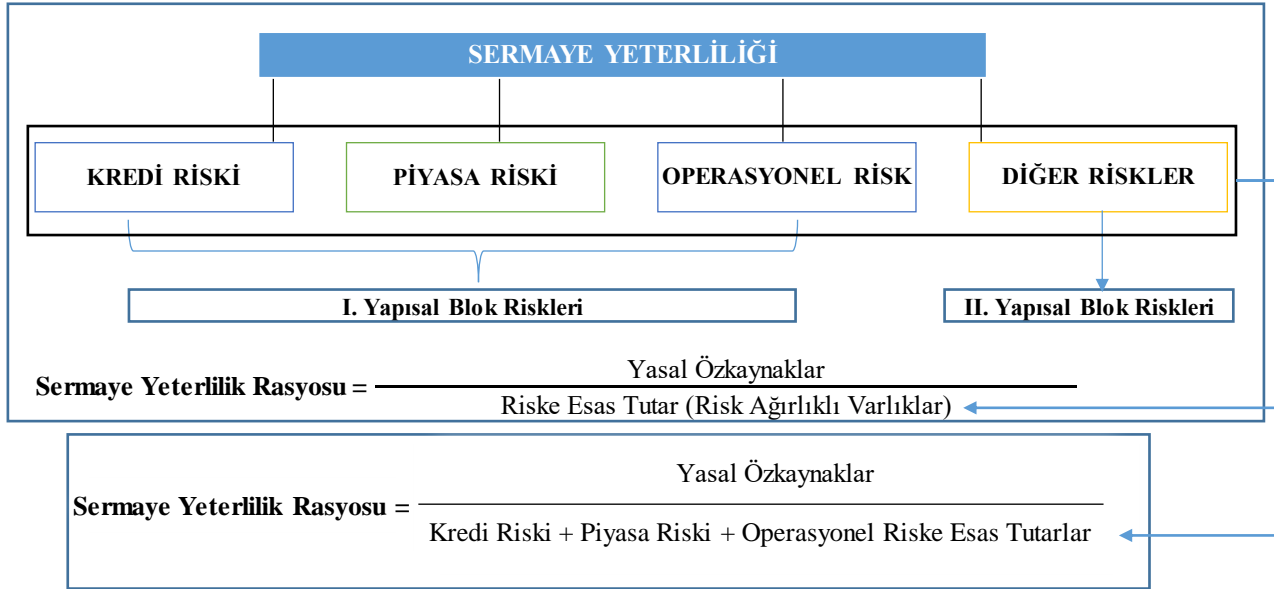 SERMAYE YETERLİLİĞİ
KREDİ RİSKİ
PİYASA RİSKİ
OPERASYONEL RİSK
DİĞER RİSKLER
I. Yapısal Blok Riskleri
II. Yapısal Blok Riskleri
Yasal Özkaynaklar
Sermaye Yeterlilik Rasyosu =
Riske Esas Tutar (Risk Ağırlıklı Varlıklar)
Yasal Özkaynaklar
Sermaye Yeterlilik Rasyosu =
Kredi Riski + Piyasa Riski + Operasyonel Riske Esas Tutarlar